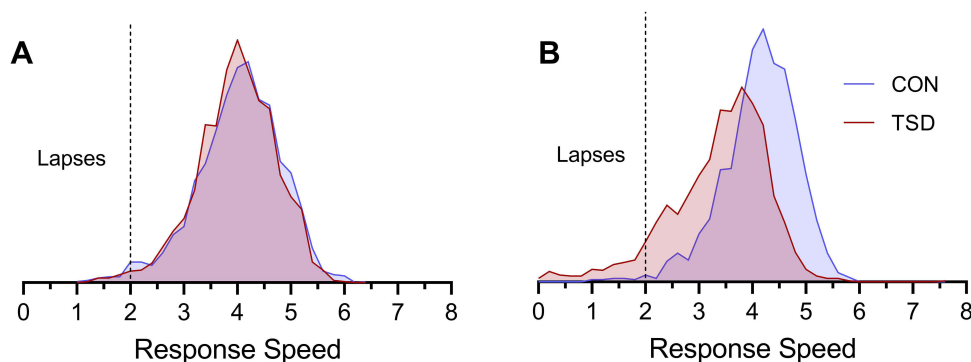 A
Lapses
0 1 2 3 4 5 6 7 8
Response Speed
B
CON
TSD
Lapses
0 1 2 3 4 5 6 7 8
Response Speed